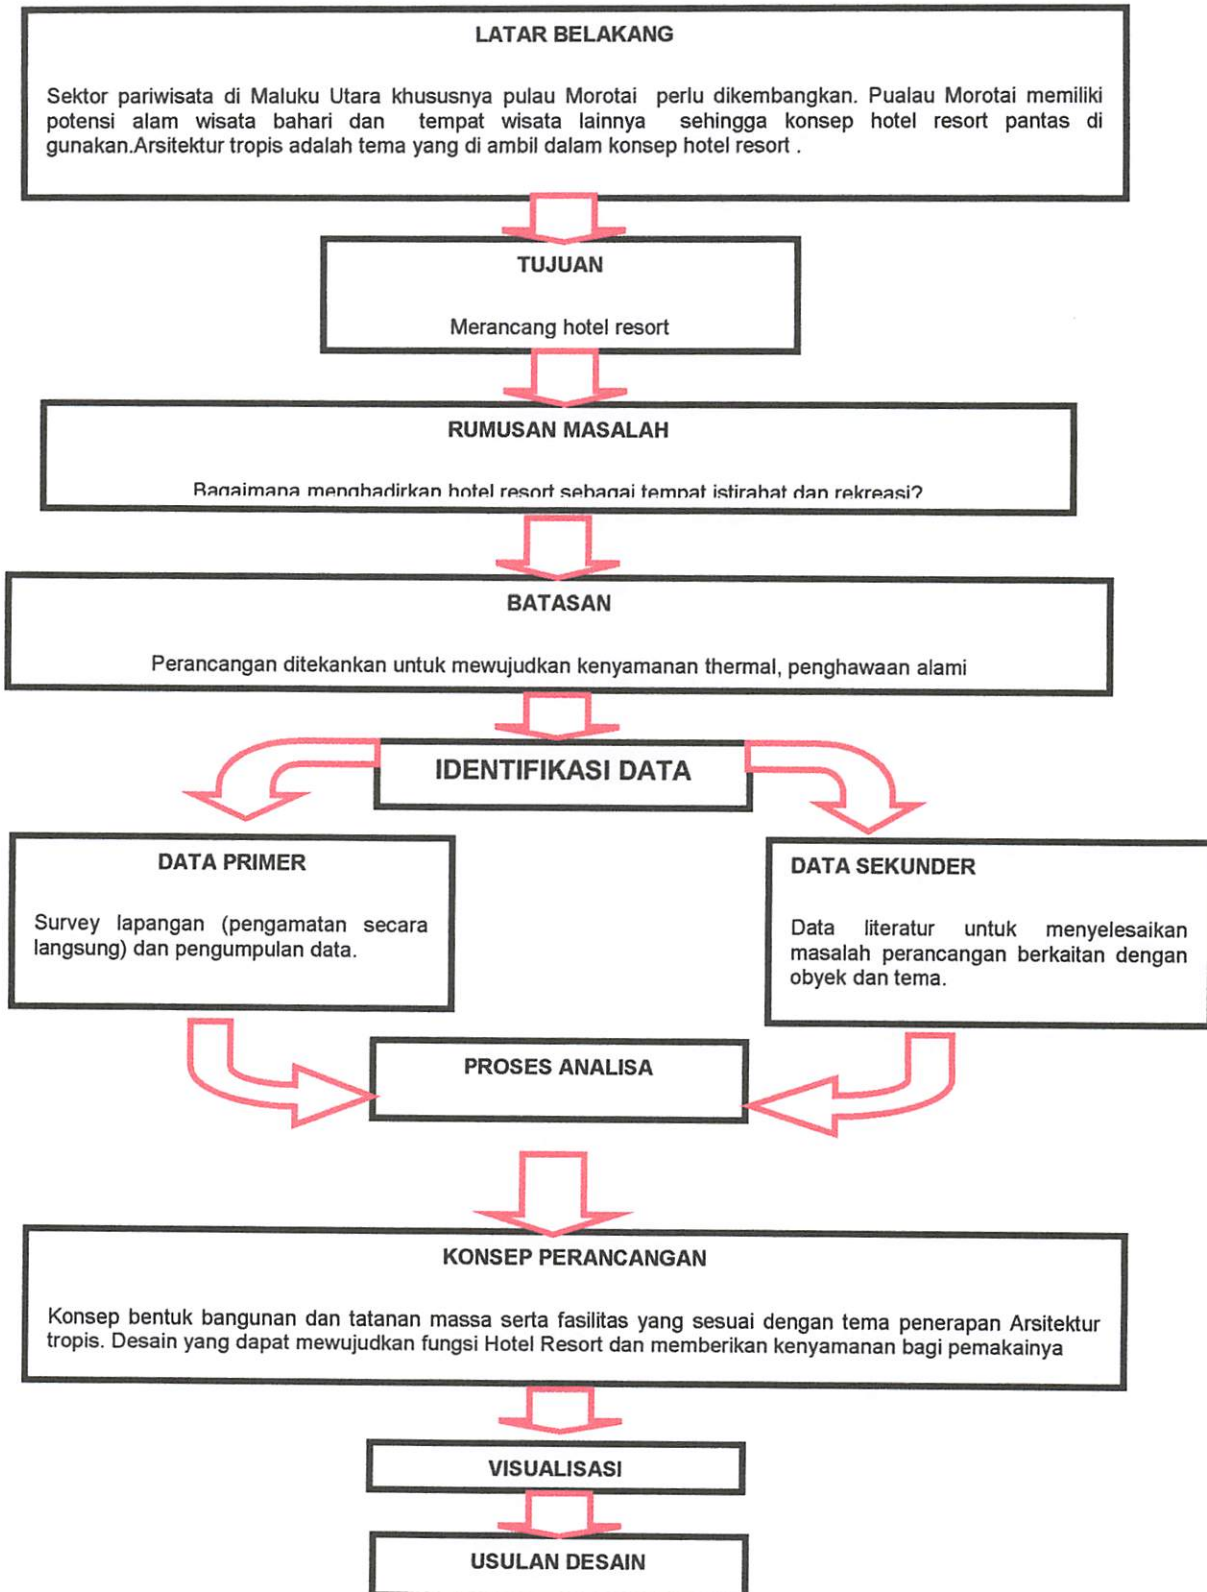 LATAR BELAKANG
Sektor pariwisata di Maluku Utara khususnya pulau Morotai perlu dikembangkan. Pualau Morotai memiliki
potensi alam wisata bahari dan tempat wisata lainnya sehingga konsep hotel resort pantas di
gunakan.Arsitektur tropis adalah tema yang di ambil dalam konsep hotel resort .
TUJUAN
Merancang hotel resort
RUMUSAN MASALAH
Bagaimana menghadirkan hotel resort sebagai tempat istirahat dan rekreasi?
BATASAN
Perancangan ditekankan untuk mewujudkan kenyamanan thermal, penghawaan alami
IDENTIFIKASI DATA
DATA PRIMER
Survey lapangan (pengamatan secara
langsung) dan pengumpulan data.
DATA SEKUNDER
Data literatur untuk menyelesaikan
masalah perancangan berkaitan dengan
obyek dan tema.
PROSES ANALISA
KONSEP PERANCANGAN
Konsep bentuk bangunan dan tatanan massa serta fasilitas yang sesuai dengan tema penerapan Arsitektur
tropis. Desain yang dapat mewujudkan fungsi Hotel Resort dan memberikan kenyamanan bagi pemakainya
VISUALISASI
USULAN DESAIN